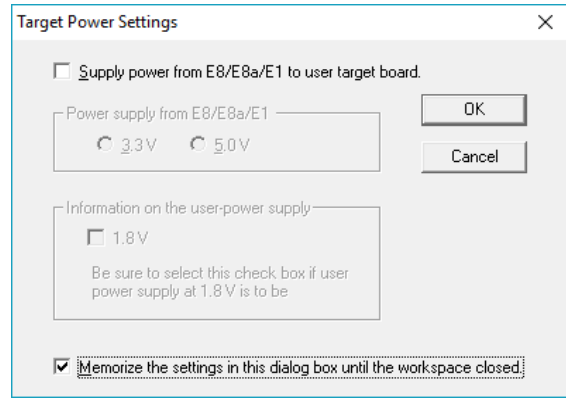 Target Power Settings
Supply power from E8/E8a/E1 to user target board.
Power supply from E8/E8a/E1
3.3 V 5.0 V
OK
Cancel
Information on the user-power supply
1.8 V
Be sure to select this check box if user
power supply at 1.8 V is to be
Memorize the settings in this dialog box until the workspace closed.